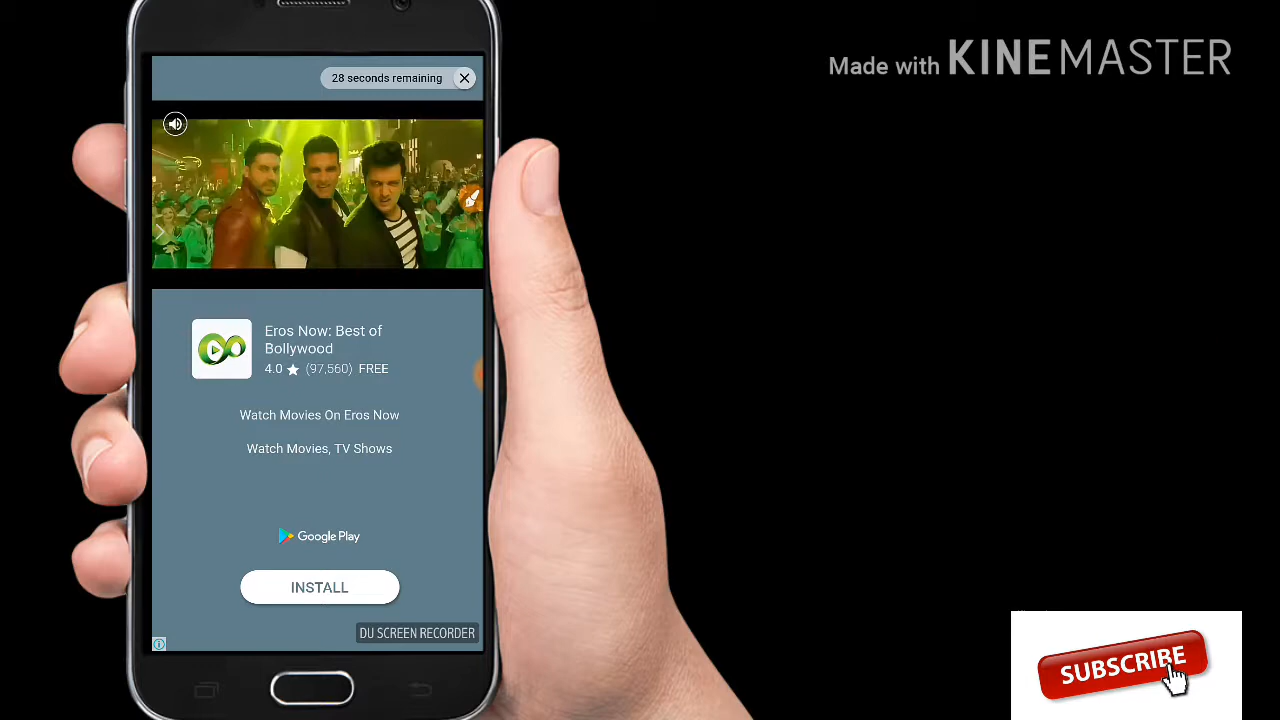 Made with KINEMASTER
28 seconds remaining
Eros Now: Best of
Bollywood
4.0 ★ (97,560) FREE
Watch Movies On Eros Now
Watch Movies, TV Shows
Google Play
INSTALL
DU SCREEN RECORDER
SUBSCRIBE